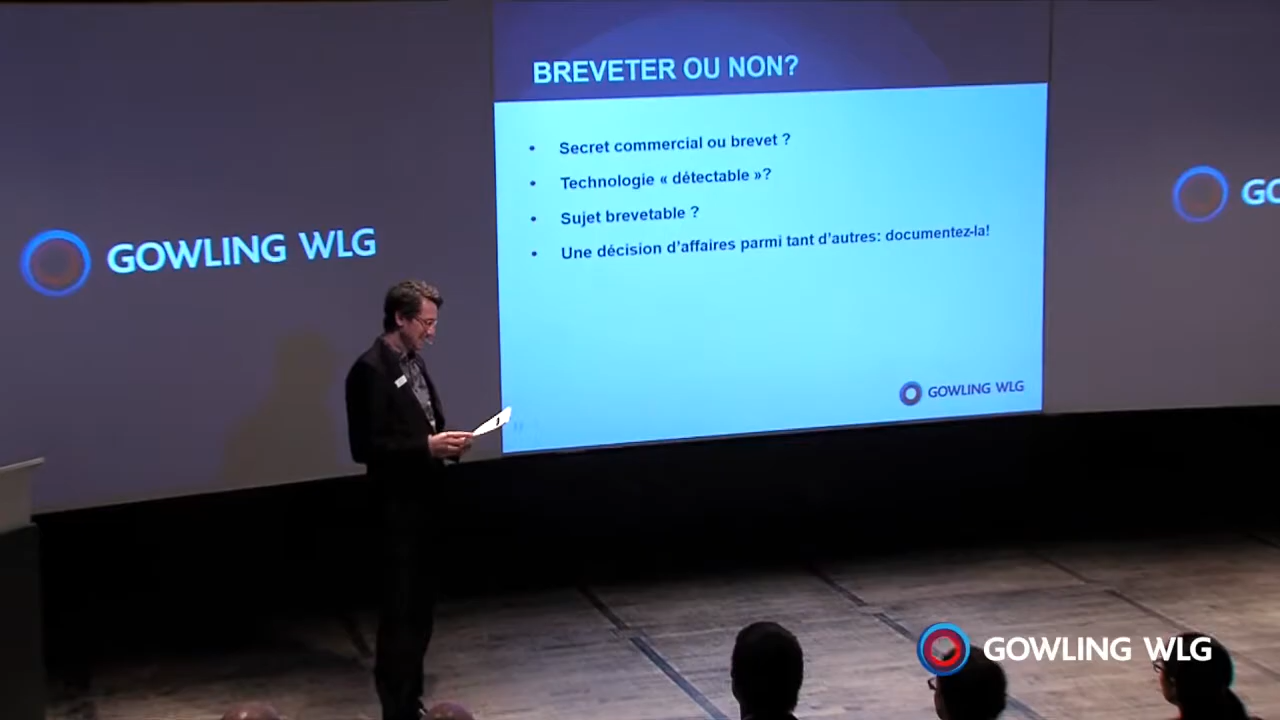 BREVETER OU NON?
• Secret commercial ou brevet ?
• Technologie « détectable »?
• Sujet brevetable ?
• Une décision d'affaires parmi tant d'autres: documentez-la!
GOWLING WLG
GOWLING WLG
GO
GOWLING WLG